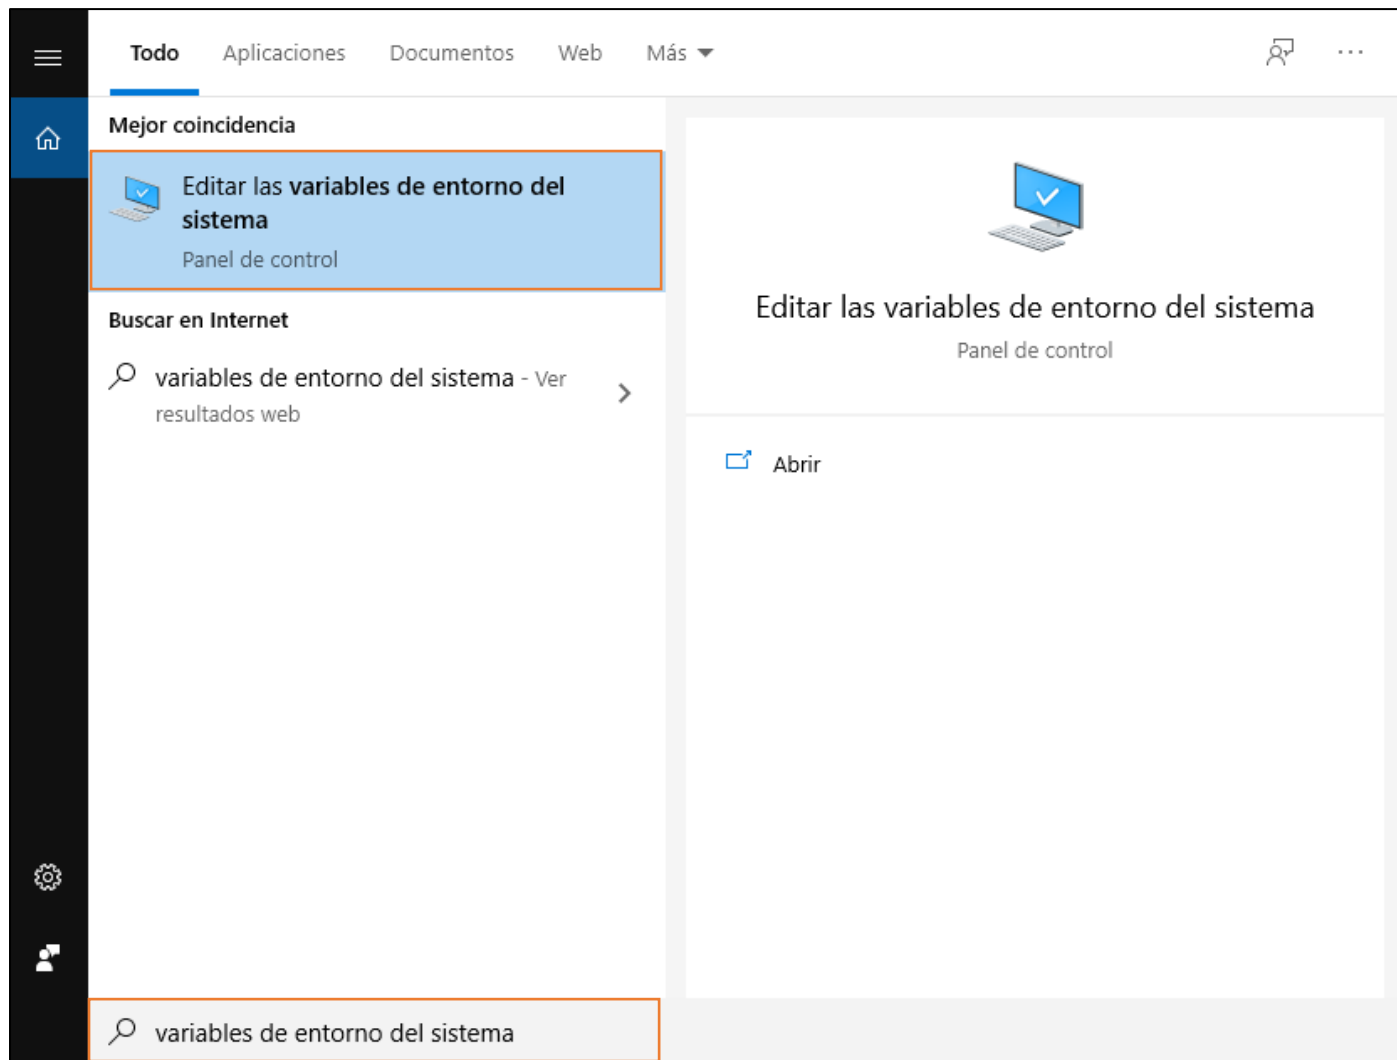 Todo Aplicaciones Documentos Web Más
Mejor coincidencia
Editar las variables de entorno del
sistema
Panel de control
Buscar en Internet
variables de entorno del sistema - Ver
resultados web
Editar las variables de entorno del sistema
Panel de control
Abrir
variables de entorno del sistema